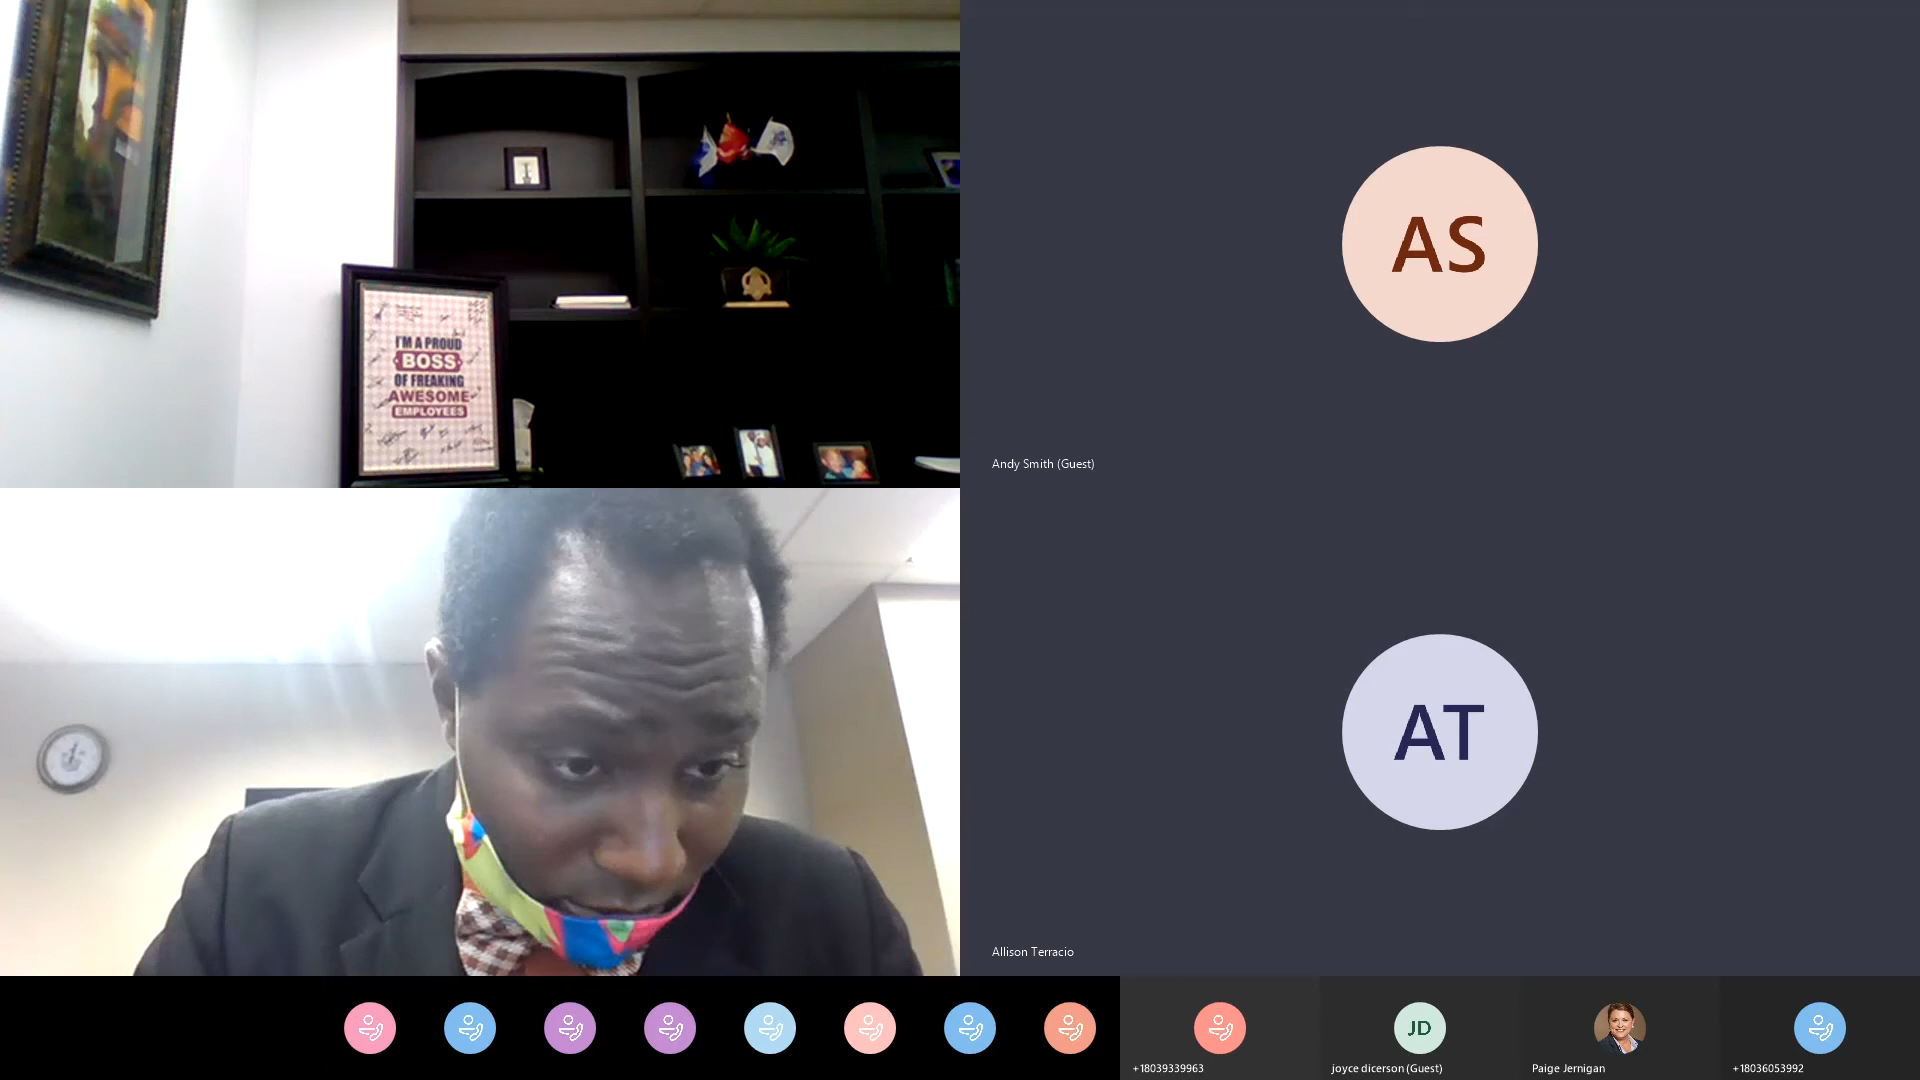 I'M A PROUD
BOSS
OF FREAKING
AWESOME
EMPLOYEES
AS
Andy Smith (Guest)
AT
Allison Terracio
JD
+18039339963
joyce dicerson (Guest)
Paige Jernigan
+18036053992